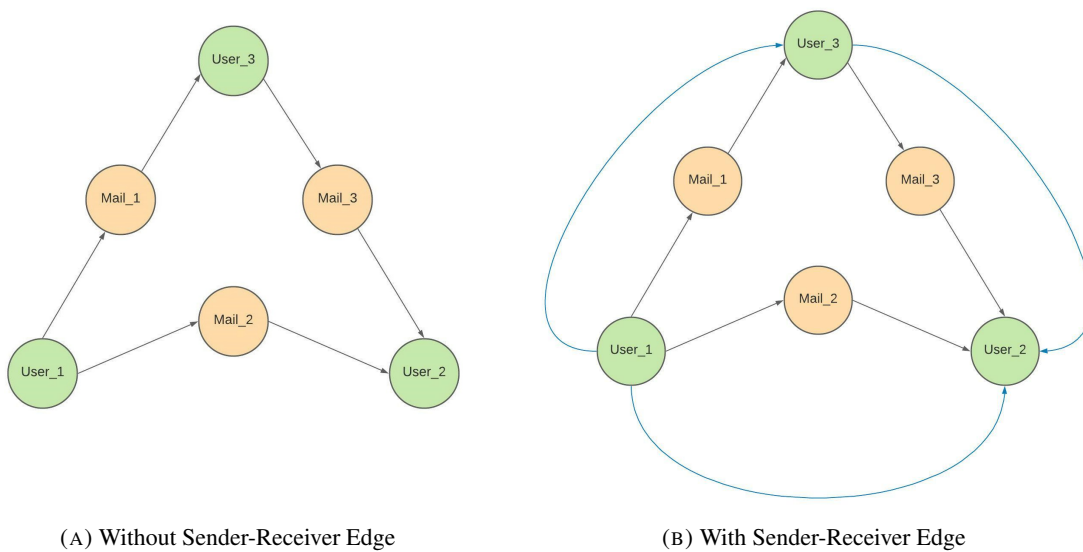 User_3
Mail_1
Mail_3
Mail_2
User_1
User_2
(A) Without Sender-Receiver Edge
User_3
Mail_1
Mail_3
Mail_2
User_1
User_2
(B) With Sender-Receiver Edge